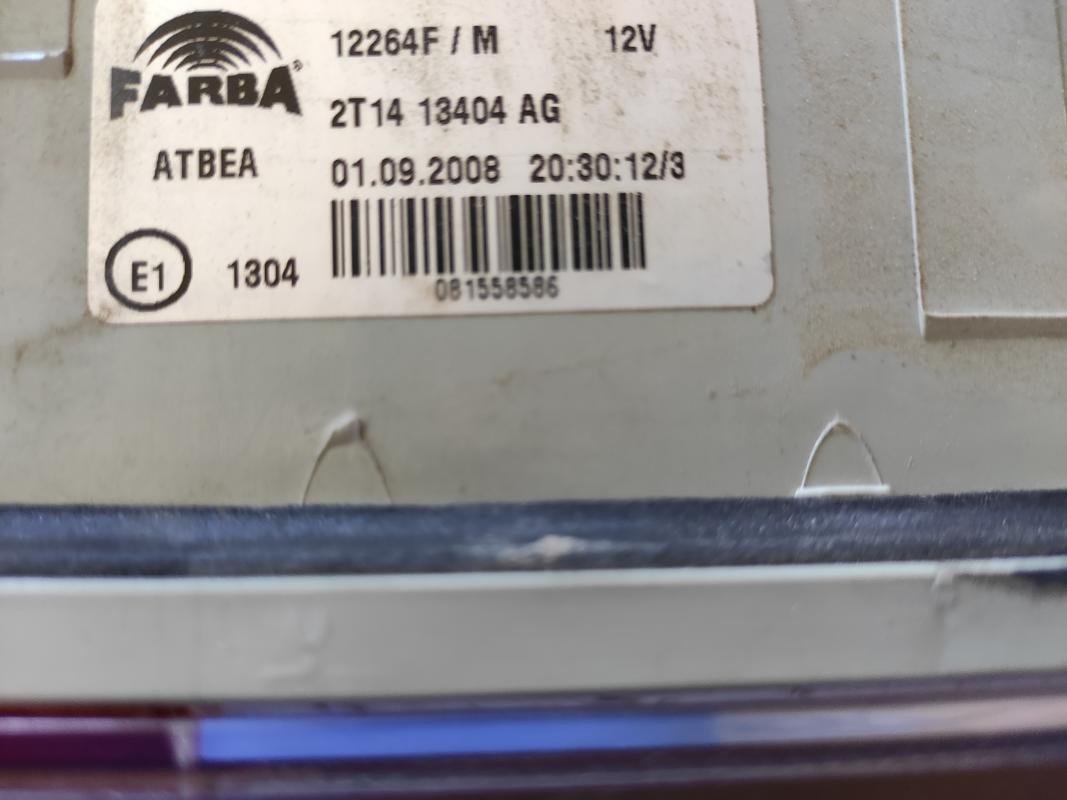 FARBA®
12264F / M 12V
2T14 13404 AG
ATBEA 01.09.2008 20:30:12/3
E1 1304
081558586